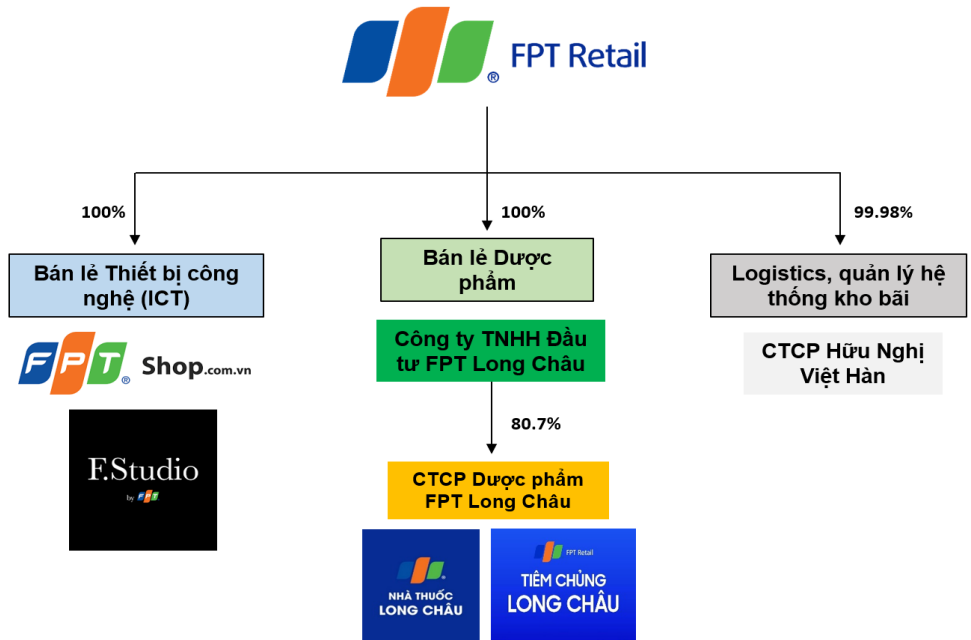 ® FPT Retail
100%
100%
99.98%
Bán lẻ Thiết bị công
nghệ (ICT)
FPT® Shop.com.vn
F.Studio
by FPT
Bán lẻ Dược
phẩm
Công ty TNHH Đầu
tư FPT Long Châu
80.7%
CTCP Dược phẩm
FPT Long Châu
NHÀ THUỐC
LONG CHÂU
FPT Retail
TIÊM CHỦNG
LONG CHÂU
Logistics, quản lý hệ
thống kho bãi
CTCP Hữu Nghị
Việt Hàn